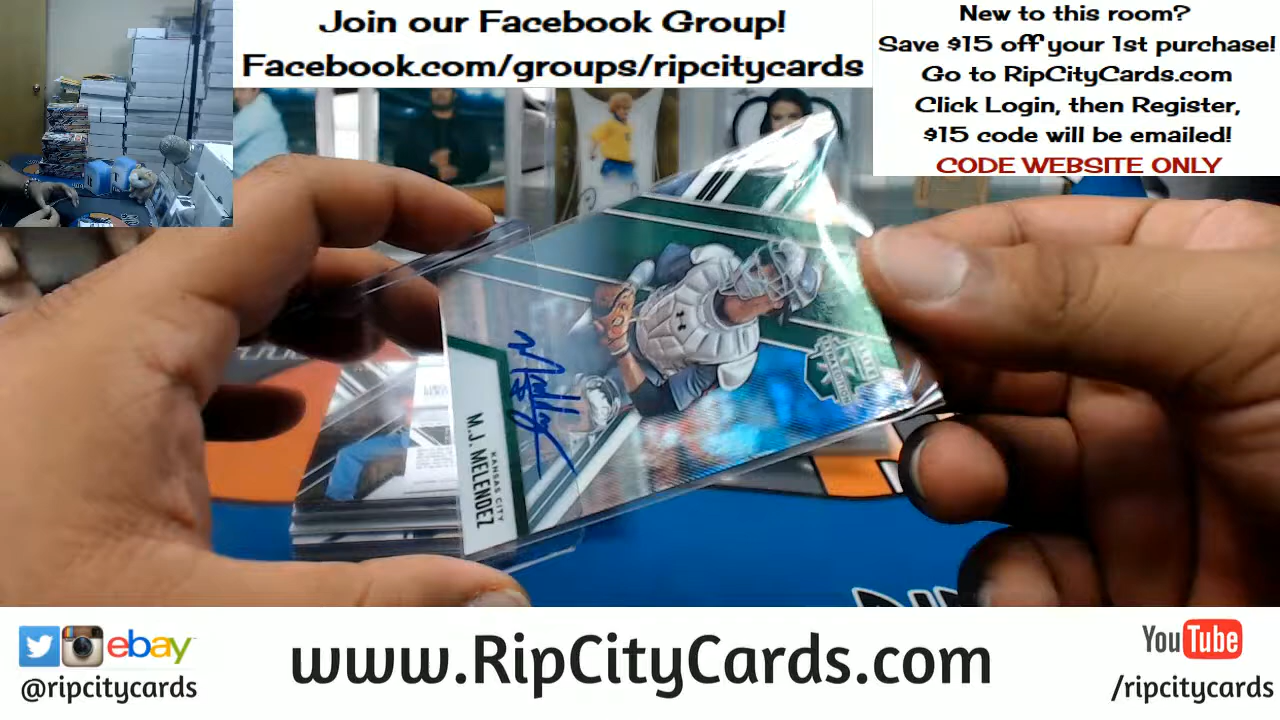 Join our Facebook Group!
Facebook.com/groups/ripcitycards
New to this room?
Save $15 off your 1st purchase!
Go to RipCityCards.com
Click Login, then Register,
$15 code will be emailed!
CODE WEBSITE ONLY
KANSAS CITY
M.J. MELENDEZ
ebay
@ripcitycards
www.RipCityCards.com
YouTube
/ripcitycards